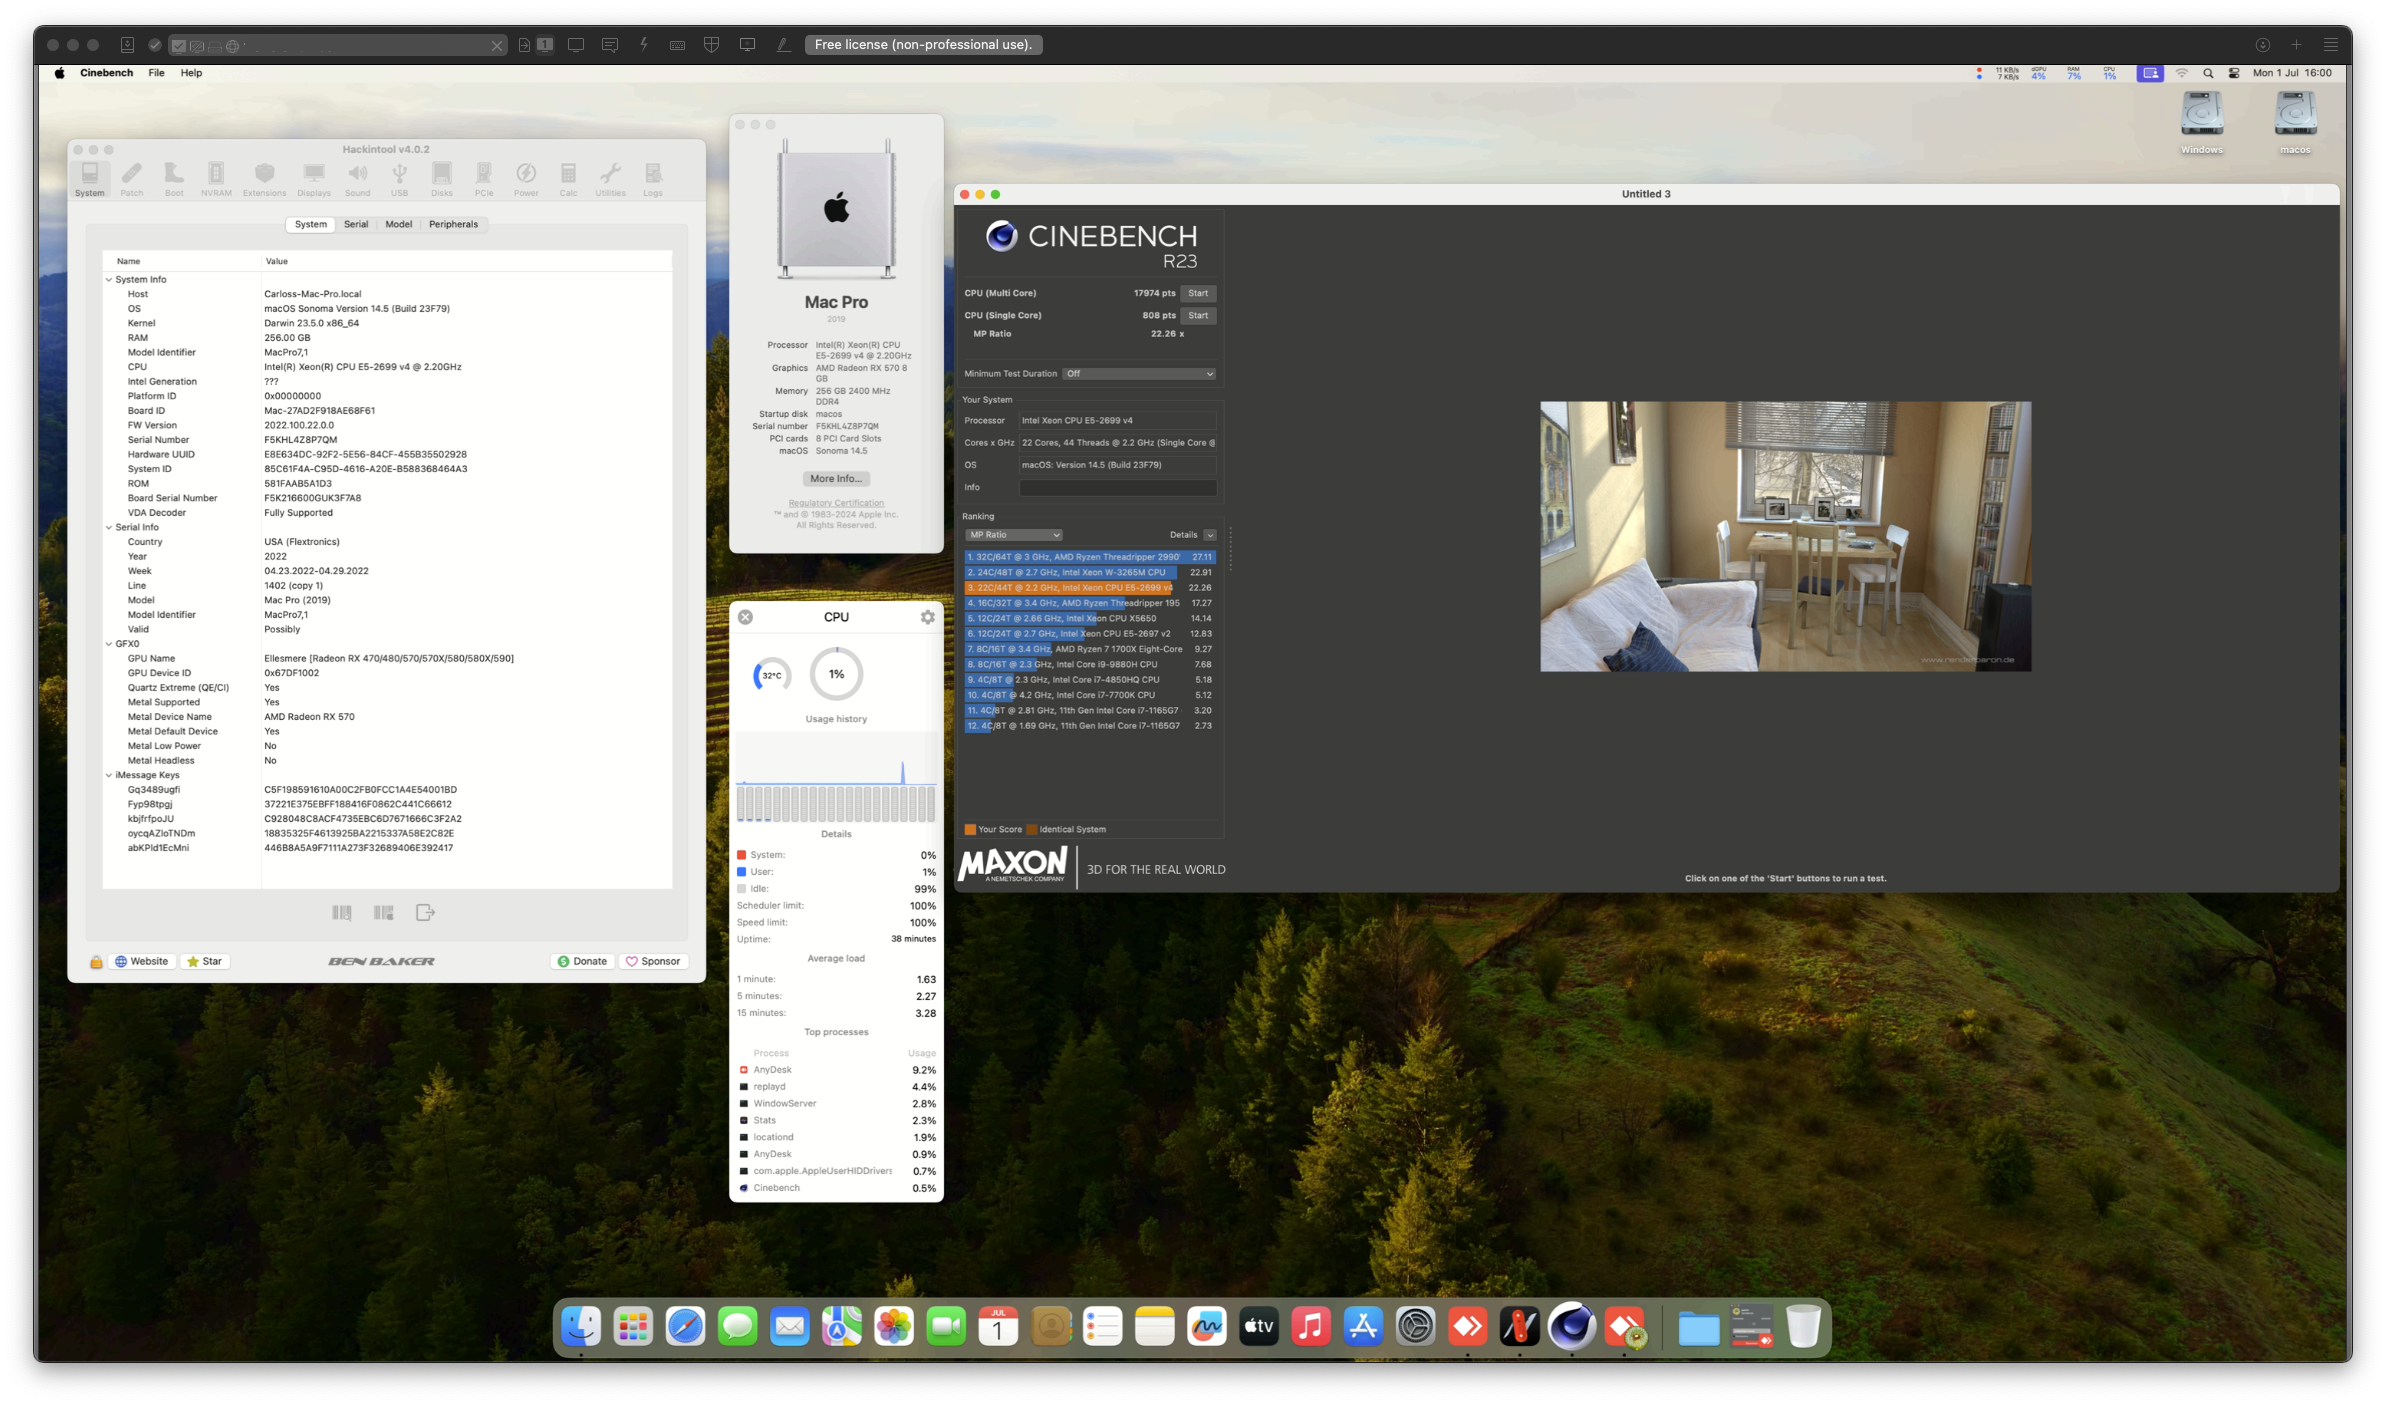 Free license (non-professional use).
Cinebench File Help
11 KB/s
7 KB/s
dGPU
4%
RAM
7%
CPU
1%
Mon 1 Jul 16:00
Windows
macos
Hackintool v4.0.2
System Patch Boot NVRAM Extensions Displays Sound USB Disks PCIe Power Calc Utilities Logs
System Serial Model Peripherals
Name Value
System Info
Host Carloss-Mac-Pro.local
OS macOS Sonoma Version 14.5 (Build 23F79)
Kernel Darwin 23.5.0 x86_64
RAM 256.00 GB
Model Identifier MacPro7,1
CPU Intel(R) Xeon(R) CPU E5-2699 v4 @ 2.20GHz
Intel Generation ???
Platform ID 0x00000000
Board ID Mac-27AD2F918AE68F61
FW Version 2022.100.22.0.0
Serial Number F5KHL4Z8P7QM
Hardware UUID E8E634DC-92F2-5E56-84CF-455B35502928
System ID 85C61F4A-C95D-4616-A20E-B588368464A3
ROM 581FAAB5A1D3
Board Serial Number F5K216600GUK3F7A8
VDA Decoder Fully Supported
Serial Info
Country USA (Flextronics)
Year 2022
Week 04.23.2022-04.29.2022
Line 1402 (copy 1)
Model Mac Pro (2019)
Model Identifier MacPro7,1
Valid Possibly
GFX0
GPU Name Ellesmere [Radeon RX 470/480/570/570X/580/580X/590]
GPU Device ID 0x67DF1002
Quartz Extreme (QE/CI) Yes
Metal Supported Yes
Metal Device Name AMD Radeon RX 570
Metal Default Device Yes
Metal Low Power No
Metal Headless No
iMessage Keys
Gq3489ugfi C5F198591610A00C2FB0FCC1A4E54001BD
Fyp98tpgj 37221E375EBFF188416F0862C441C66612
kbjfrfpoJU C928048C8ACF4735EBC6D7671666C3F2A2
oycqAZloTNDm 18835325F4613925BA2215337A58E2C82E
abKPld1EcMni 446B8A5A9F7111A273F32689406E392417
Website Star BEN BAKER Donate Sponsor
Mac Pro
2019
Processor Intel(R) Xeon(R) CPU
E5-2699 v4 @ 2.20GHz
Graphics AMD Radeon RX 570 8
GB
Memory 256 GB 2400 MHz
DDR4
Startup disk macos
Serial number F5KHL4Z8P7QM
PCI cards 8 PCI Card Slots
macOS Sonoma 14.5
More Info...
Regulatory Certification
™ and © 1983-2024 Apple Inc.
All Rights Reserved.
CPU
32°C
1%
Usage history
Details
System: 0%
User: 1%
Idle: 99%
Scheduler limit: 100%
Speed limit: 100%
Uptime: 38 minutes
Average load
1 minute: 1.63
5 minutes: 2.27
15 minutes: 3.28
Top processes
Process Usage
AnyDesk 9.2%
replayd 4.4%
WindowServer 2.8%
Stats 2.3%
locationd 1.9%
AnyDesk 0.9%
com.apple.AppleUserHIDDrivers 0.7%
Cinebench 0.5%
Untitled 3
CINEBENCH
R23
CPU (Multi Core) 17974 pts Start
CPU (Single Core) 808 pts Start
MP Ratio 22.26 x
Minimum Test Duration Off
Your System
Processor Intel Xeon CPU E5-2699 v4
Cores x GHz 22 Cores, 44 Threads @ 2.2 GHz (Single Core @
OS macOS: Version 14.5 (Build 23F79)
Info
Ranking
MP Ratio Details
1. 32C/64T @ 3 GHz, AMD Ryzen Threadripper 2990 27.11
2. 24C/48T @ 2.7 GHz, Intel Xeon W-3265M CPU 22.91
3. 22C/44T @ 2.2 GHz, Intel Xeon CPU E5-2699 v4 22.26
4. 16C/32T @ 3.4 GHz, AMD Ryzen Threadripper 195 17.27
5. 12C/24T @ 2.66 GHz, Intel Xeon CPU X5650 14.14
6. 12C/24T @ 2.7 GHz, Intel Xeon CPU E5-2697 v2 12.83
7. 8C/16T @ 3.4 GHz, AMD Ryzen 7 1700X Eight-Core 9.27
8. 8C/16T @ 2.3 GHz, Intel Core i9-9880H CPU 7.68
9. 4C/8T @ 2.3 GHz, Intel Core i7-4850HQ CPU 5.18
10. 4C/8T @ 4.2 GHz, Intel Core i7-7700K CPU 5.12
11. 4C/8T @ 2.81 GHz, 11th Gen Intel Core i7-1165G7 3.20
12. 4C/8T @ 1.69 GHz, 11th Gen Intel Core i7-1165G7 2.73
Your Score Identical System
MAXON
A NEMETSCHEK COMPANY
3D FOR THE REAL WORLD
www.renderbaron.de
Click on one of the 'Start' buttons to run a test.
JUL
1
tv